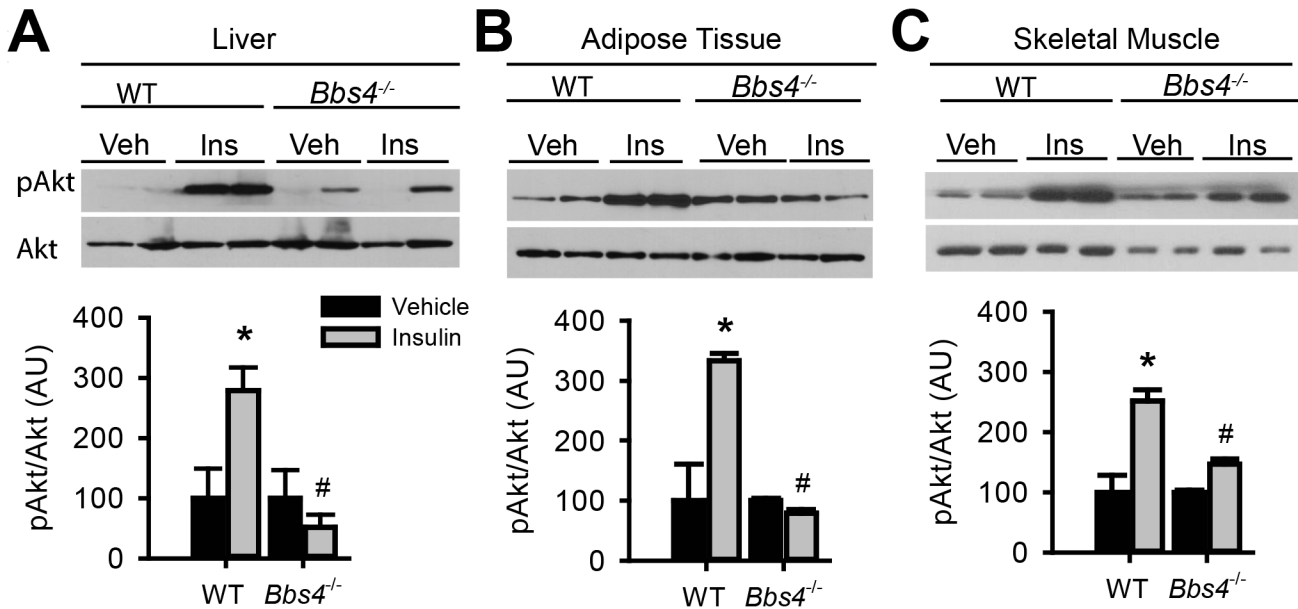 A Liver
WT Bbs4-/-
Veh Ins Veh Ins
pAkt
Akt
400
300
200
100
0
pAkt/Akt (AU)
Vehicle
Insulin
*
#
WT Bbs4-/-
B Adipose Tissue
WT Bbs4-/-
Veh Ins Veh Ins
400
300
200
100
0
pAkt/Akt (AU)
*
#
WT Bbs4-/-
C Skeletal Muscle
WT Bbs4-/-
Veh Ins Veh Ins
400
300
200
100
0
pAkt/Akt (AU)
*
#
WT Bbs4-/-